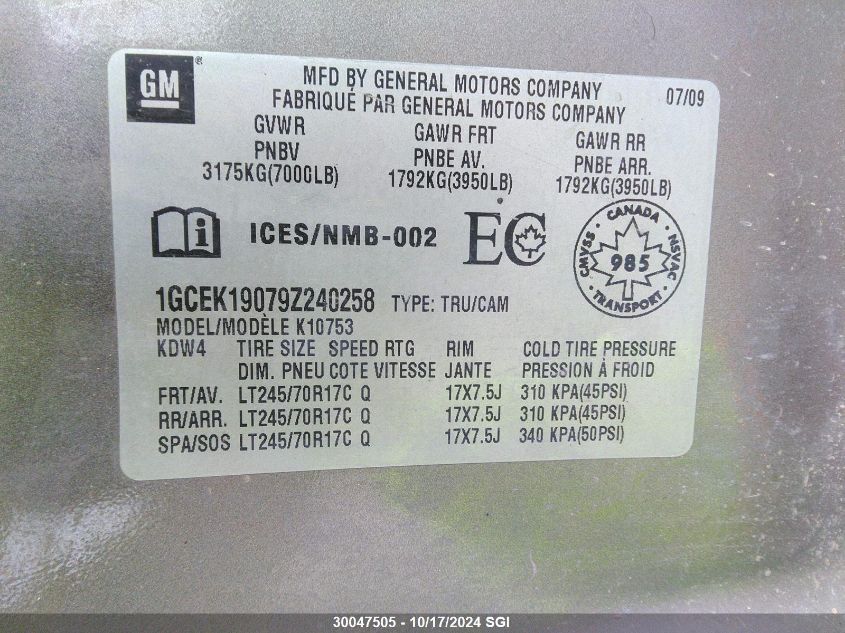 GM®
MFD BY GENERAL MOTORS COMPANY 07/09
FABRIQUÉ PAR GENERAL MOTORS COMPANY
GVWR GAWR FRT GAWR RR
PNBV PNBE AV. PNBE ARR.
3175KG(7000LB) 1792KG(3950LB) 1792KG(3950LB)
i ICES/NMB-002 EC
CANADA
CMVSS 985 NSVAC
TRANSPORT
1GCEK19079Z240258 TYPE: TRU/CAM
MODEL/MODÈLE K10753
KDW4 TIRE SIZE SPEED RTG RIM COLD TIRE PRESSURE
DIM. PNEU COTE VITESSE JANTE PRESSION À FROID
FRT/AV. LT245/70R17C Q 17X7.5J 310 KPA(45PSI)
RR/ARR. LT245/70R17C Q 17X7.5J 310 KPA(45PSI)
SPA/SOS LT245/70R17C Q 17X7.5J 340 KPA(50PSI)
30047505 - 10/17/2024 SGI